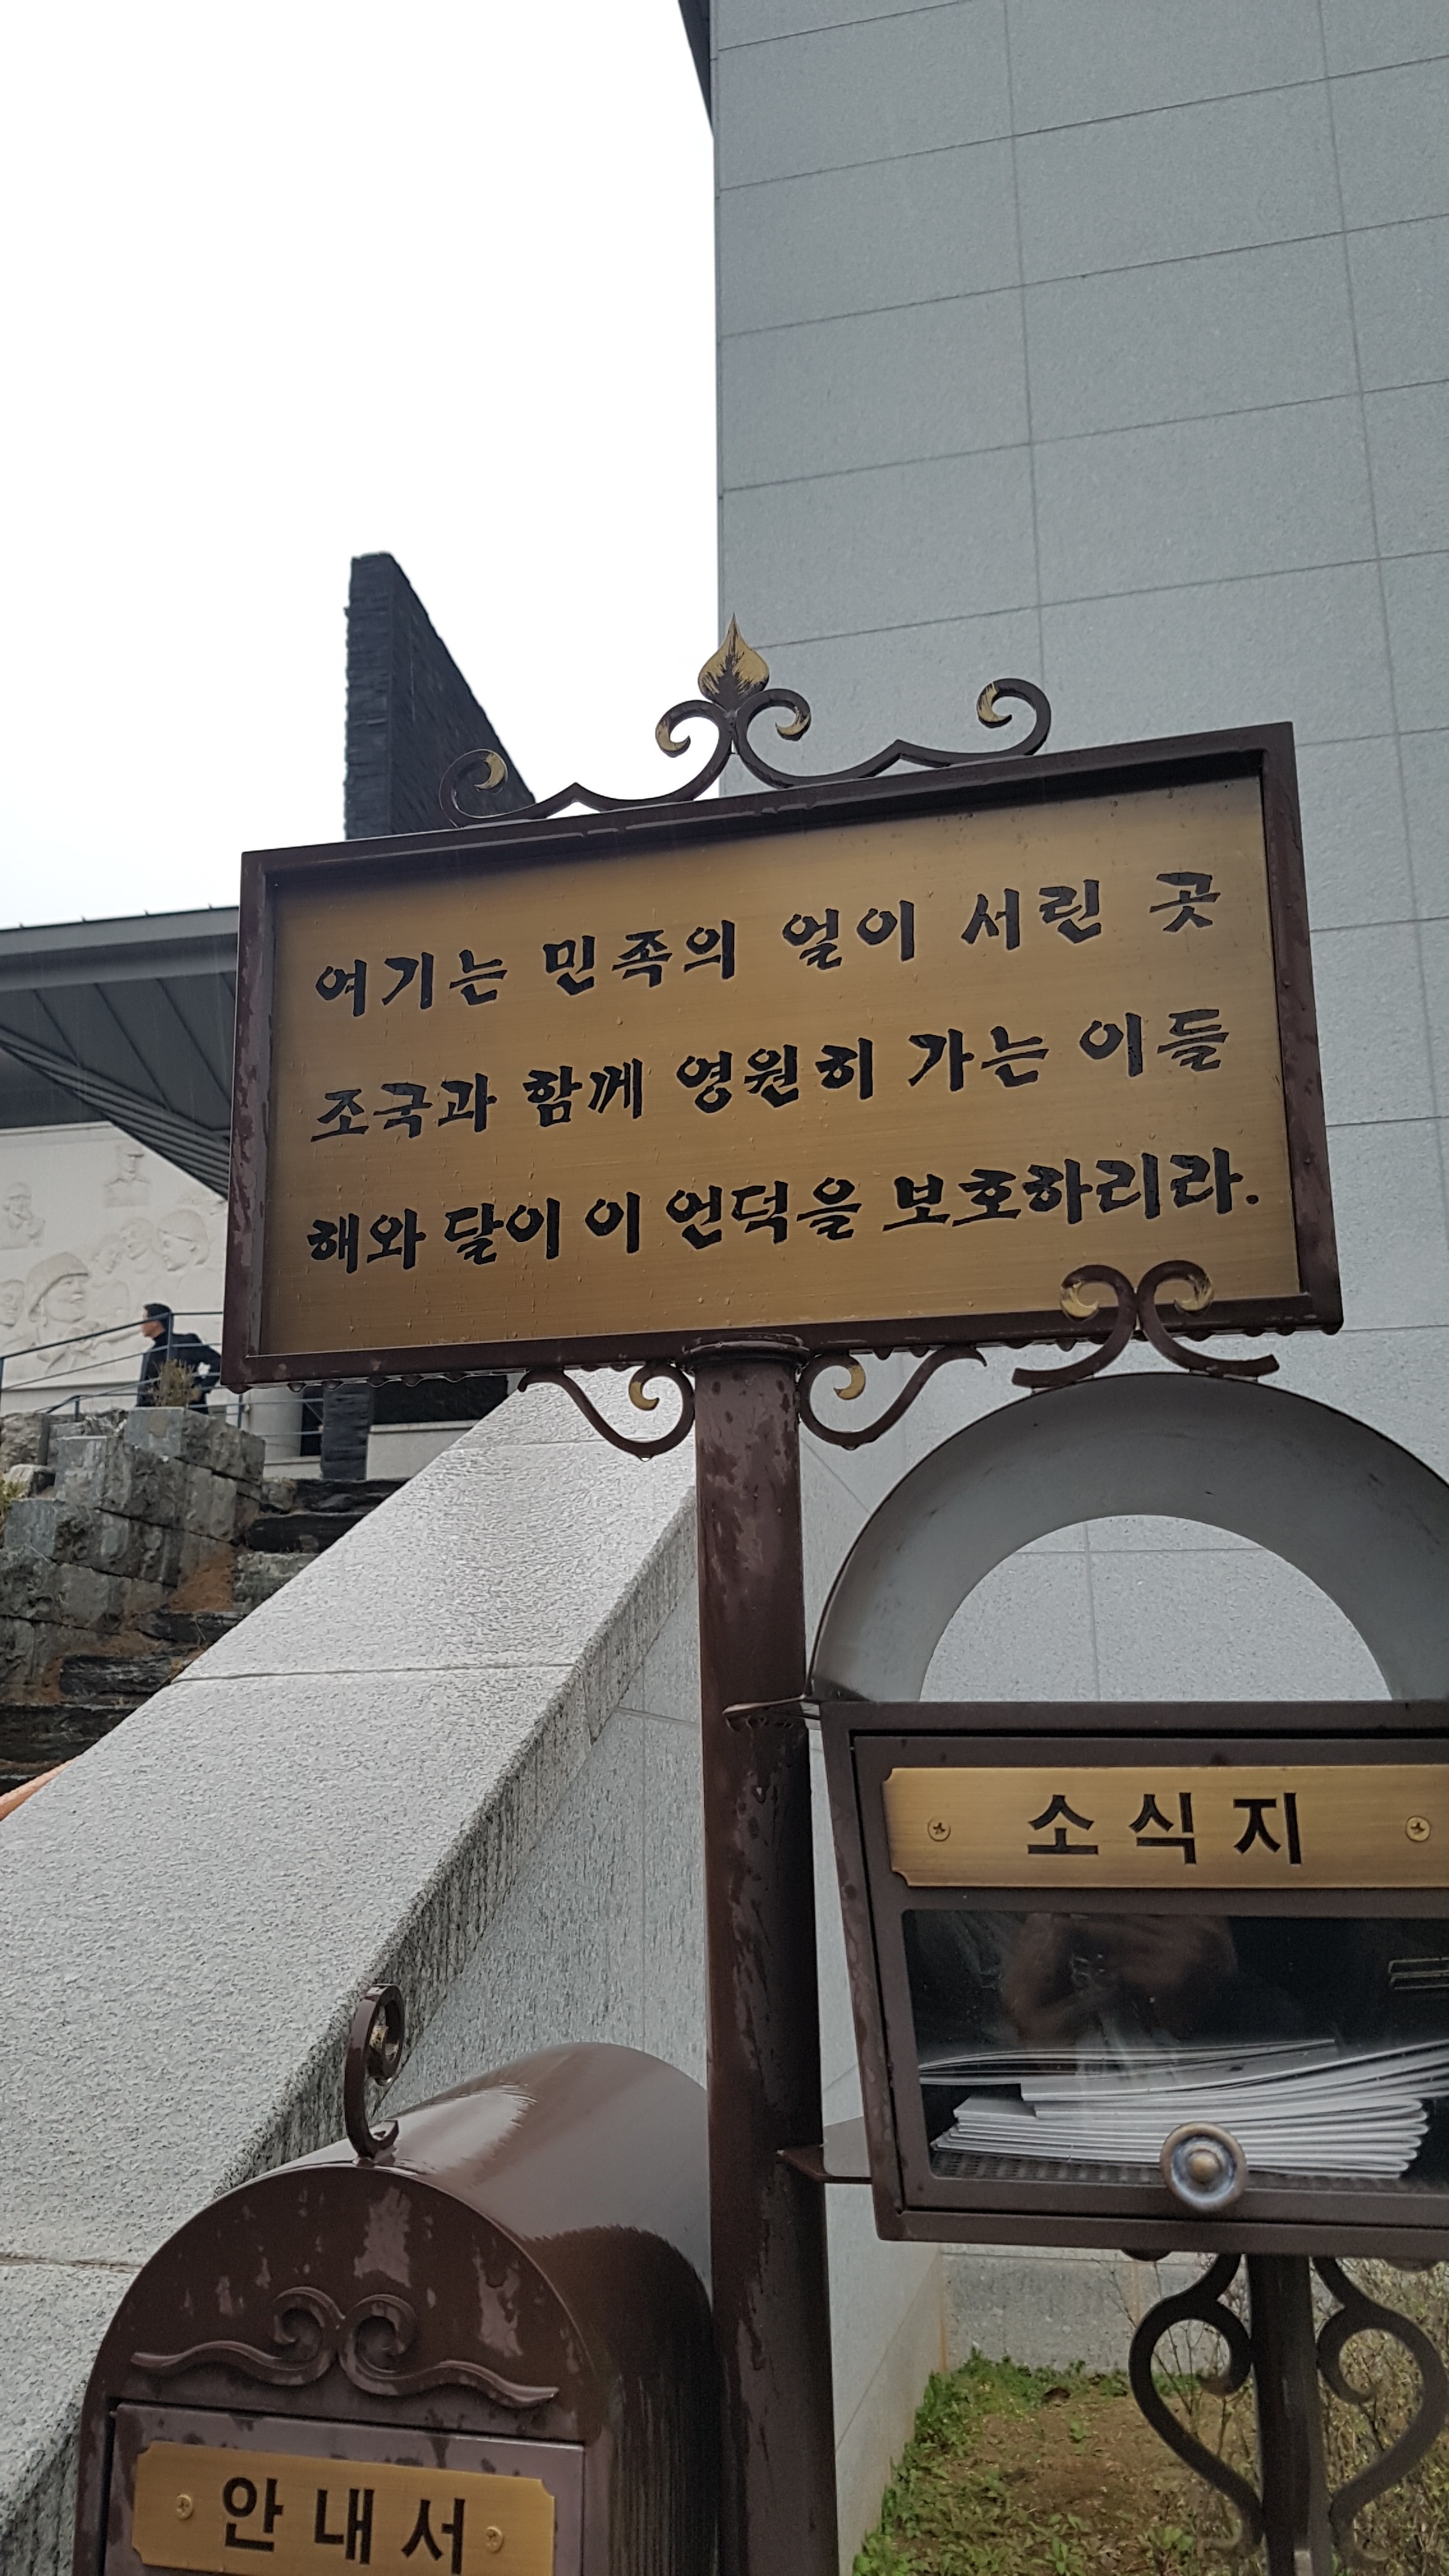 여기는 민족의 얼이 서린 곳
조국과 함께 영원히 가는 이들
해와 달이 이 언덕을 보호하리라.
소식지
안내서